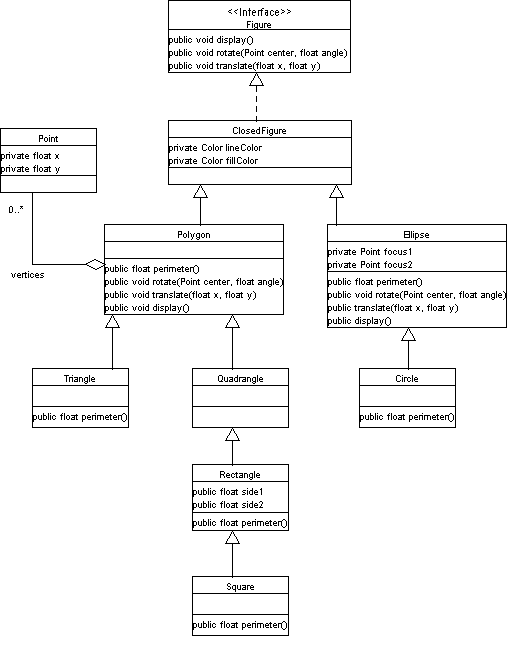 <<Interface>>
Figure
public void display()
public void rotate(Point center, float angle)
public void translate(float x, float y)
ClosedFigure
private Color lineColor
private Color fillColor
Point
private float x
private float y
0..*
vertices
Polygon
public float perimeter()
public void rotate(Point center, float angle)
public void translate(float x, float y)
public void display()
Ellipse
private Point focus1
private Point focus2
public float perimeter()
public void rotate(Point center, float angle)
public translate(float x, float y)
public display()
Triangle
public float perimeter()
Quadrangle
Circle
public float perimeter()
Rectangle
public float side1
public float side2
public float perimeter()
Square
public float perimeter()